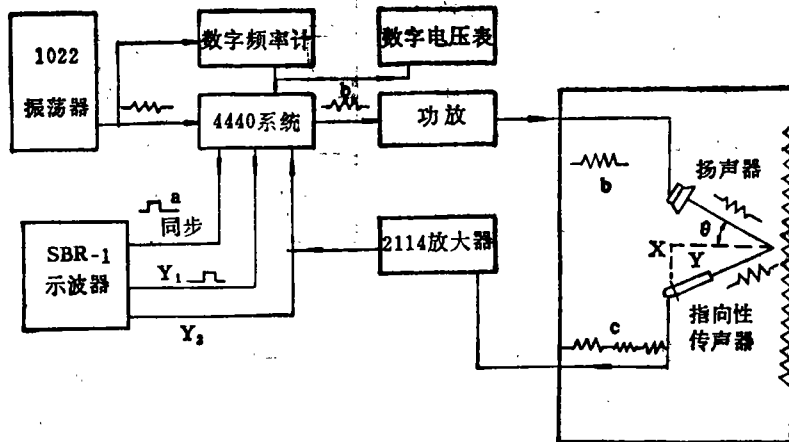 1022
振荡器
数字频率计
数字电压表
b
4440系统
功放
b
扬声器
θ
X
Y
指向性
传声器
c
a
同步
2114放大器
SBR-1
示波器
Y₁
Y₂